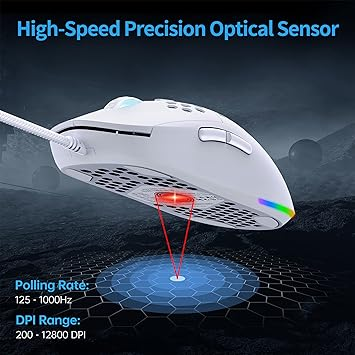 High-Speed Precision Optical Sensor
Polling Rate:
125 - 1000Hz
DPI Range:
200 - 12800 DPI